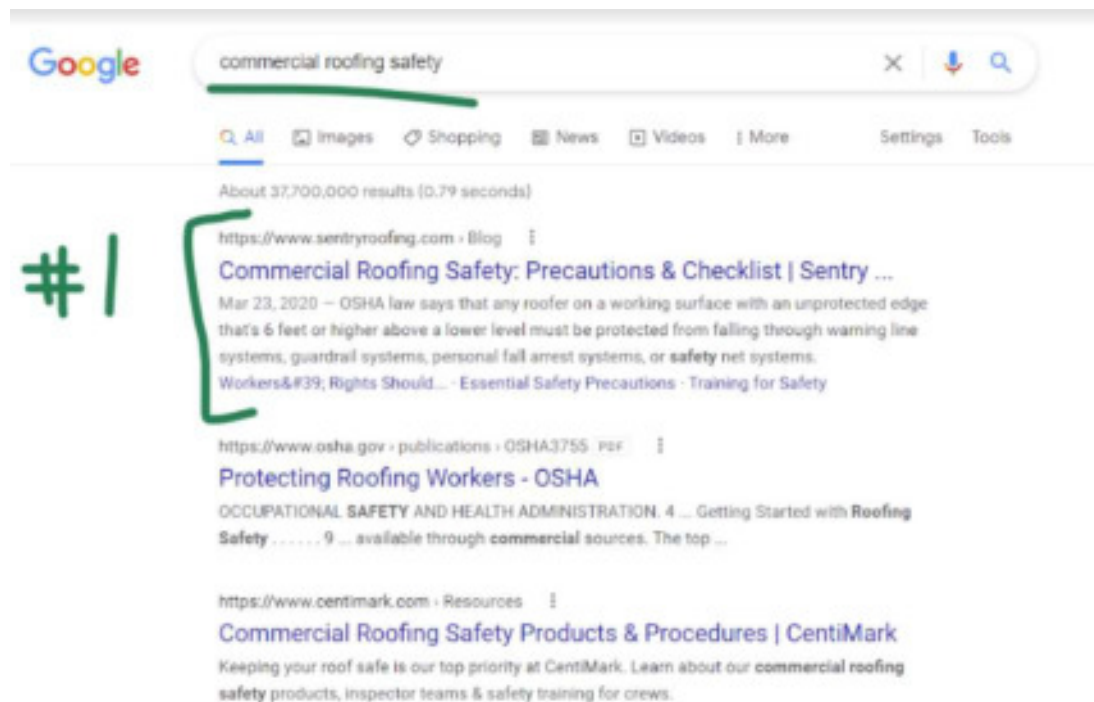 Google commercial roofing safety
All Images Shopping News Videos More Settings Tools
About 37,700,000 results (0.79 seconds)
#1
https://www.sentryroofing.com › Blog
Commercial Roofing Safety: Precautions & Checklist | Sentry ...
Mar 23, 2020 — OSHA law says that any roofer on a working surface with an unprotected edge
that's 6 feet or higher above a lower level must be protected from falling through warning line
systems, guardrail systems, personal fall arrest systems, or safety net systems.
Workers&#39; Rights Should... · Essential Safety Precautions · Training for Safety
https://www.osha.gov › publications › OSHA3755 PDF
Protecting Roofing Workers - OSHA
OCCUPATIONAL SAFETY AND HEALTH ADMINISTRATION. 4 ... Getting Started with Roofing
Safety . . . . . . 9 ... available through commercial sources. The top ...
https://www.centimark.com › Resources
Commercial Roofing Safety Products & Procedures | CentiMark
Keeping your roof safe is our top priority at CentiMark. Learn about our commercial roofing
safety products, inspector teams & safety training for crews.